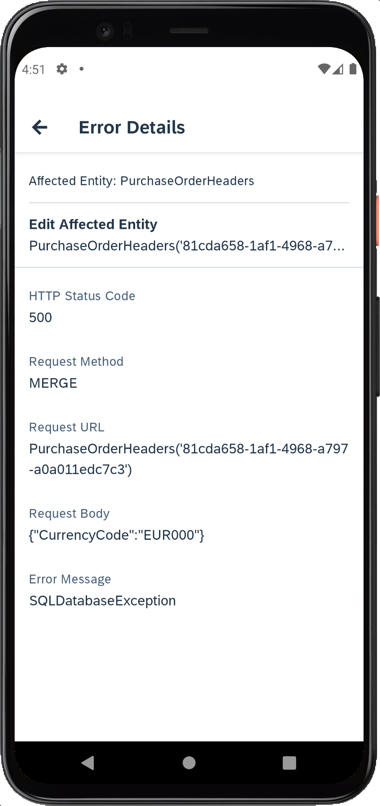 4:51
Error Details
Affected Entity: PurchaseOrderHeaders
Edit Affected Entity
PurchaseOrderHeaders('81cda658-1af1-4968-a7...
HTTP Status Code
500
Request Method
MERGE
Request URL
PurchaseOrderHeaders('81cda658-1af1-4968-a797
-a0a011edc7c3')
Request Body
{"CurrencyCode":"EUR000"}
Error Message
SQLDatabaseException